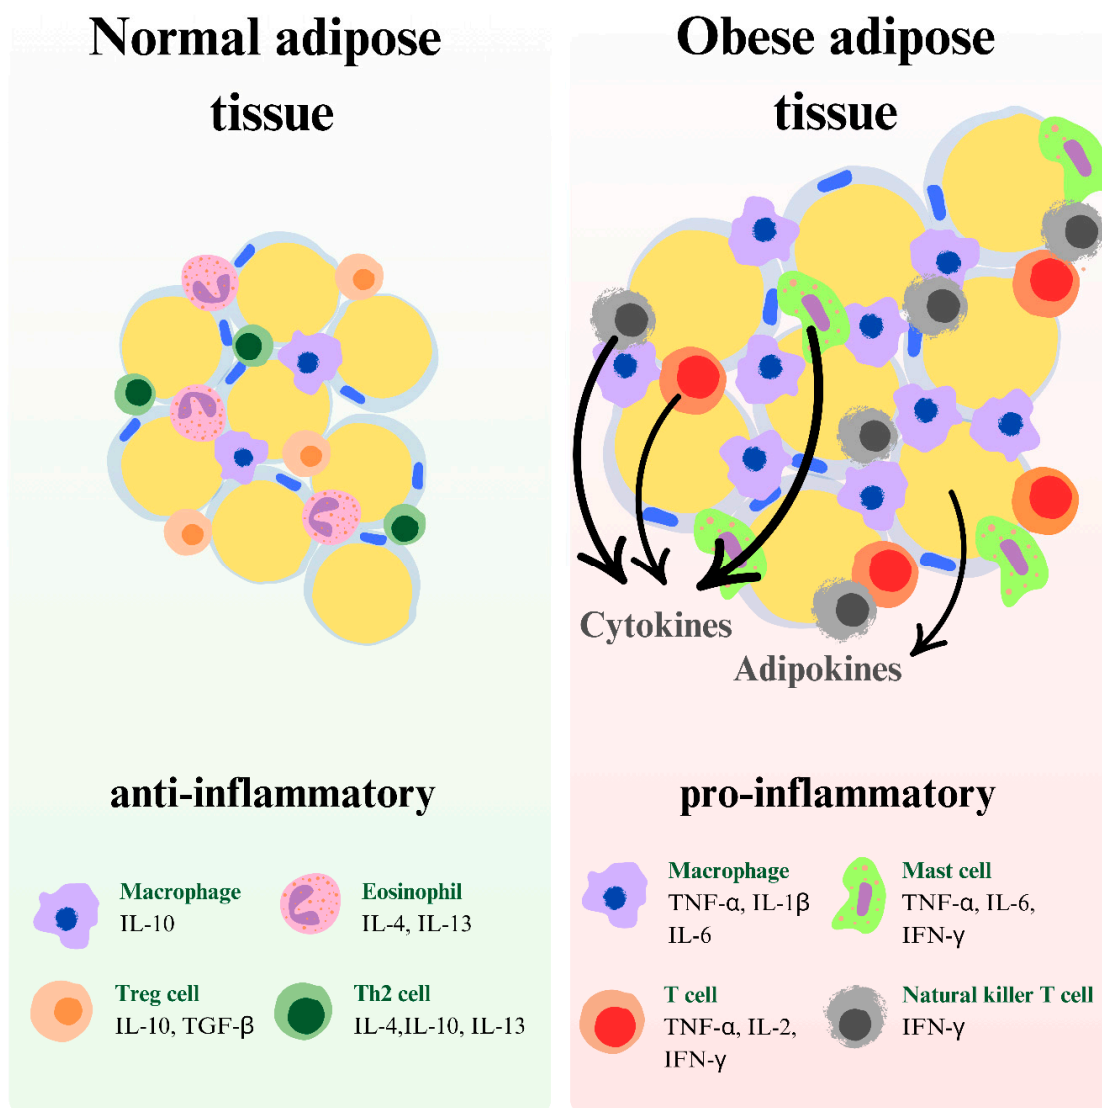 Normal adipose
tissue
anti-inflammatory
Macrophage
IL-10
Eosinophil
IL-4, IL-13
Treg cell
IL-10, TGF-β
Th2 cell
IL-4,IL-10, IL-13
Obese adipose
tissue
Cytokines
Adipokines
pro-inflammatory
Macrophage
TNF-α, IL-1β
IL-6
Mast cell
TNF-α, IL-6,
IFN-γ
T cell
TNF-α, IL-2,
IFN-γ
Natural killer T cell
IFN-γ